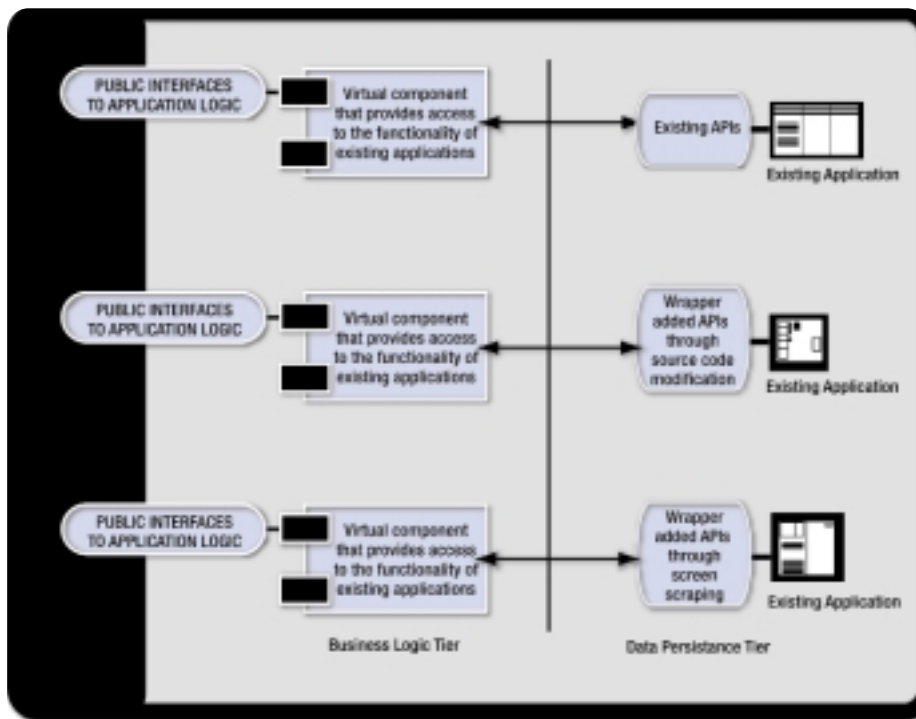 PUBLIC INTERFACES
TO APPLICATION LOGIC
Virtual component
that provides access
to the functionality of
existing applications
Existing APIs
Existing Application
PUBLIC INTERFACES
TO APPLICATION LOGIC
Virtual component
that provides access
to the functionality of
existing applications
Wrapper
added APIs
through
source code
modification
Existing Application
PUBLIC INTERFACES
TO APPLICATION LOGIC
Virtual component
that provides access
to the functionality of
existing applications
Wrapper
added APIs
through
screen
scraping
Existing Application
Business Logic Tier
Data Persistance Tier